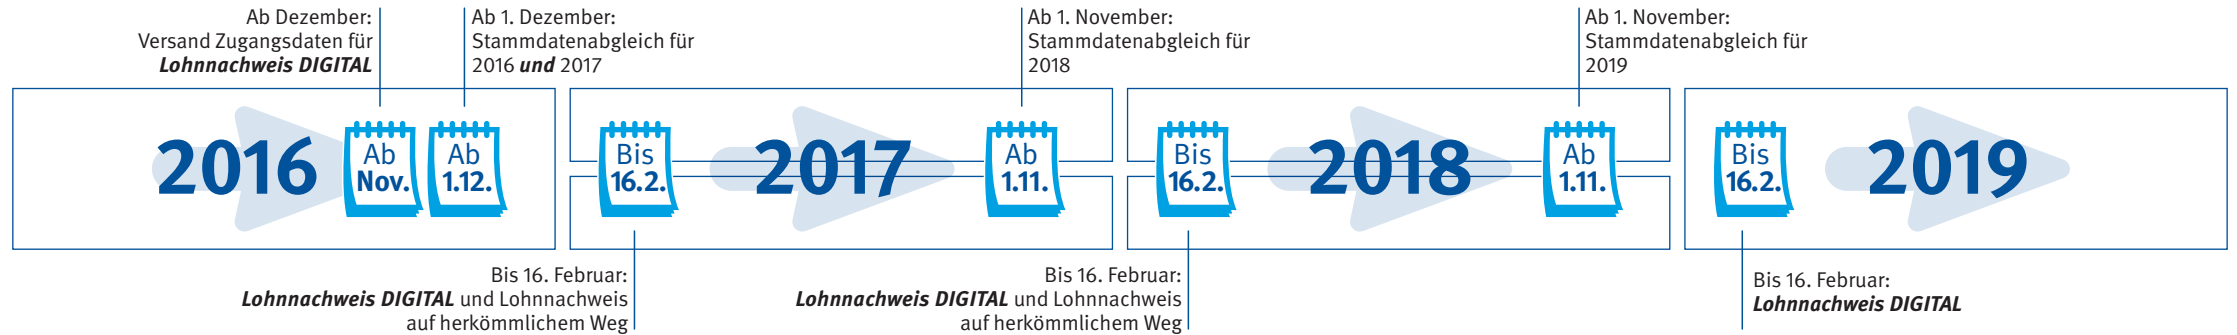 Ab Dezember:
Versand Zugangsdaten für
Lohnnachweis DIGITAL
Ab 1. Dezember:
Stammdatenabgleich für
2016 und 2017
Ab 1. November:
Stammdatenabgleich für
2018
Ab 1. November:
Stammdatenabgleich für
2019
2016
Ab
Nov.
Ab
1.12.
Bis
16.2.
2017
Ab
1.11.
Bis
16.2.
2018
Ab
1.11.
Bis
16.2.
2019
Bis 16. Februar:
Lohnnachweis DIGITAL und Lohnnachweis
auf herkömmlichem Weg
Bis 16. Februar:
Lohnnachweis DIGITAL und Lohnnachweis
auf herkömmlichem Weg
Bis 16. Februar:
Lohnnachweis DIGITAL